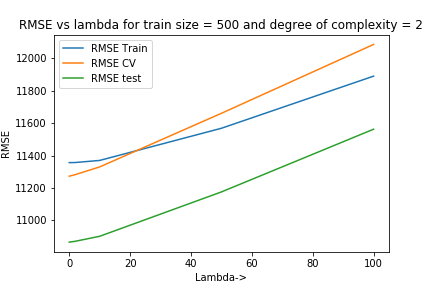 RMSE vs lambda for train size = 500 and degree of complexity = 2
RMSE Train
RMSE CV
RMSE test
12000
11800
11600
11400
11200
11000
RMSE
0 20 40 60 80 100
Lambda->